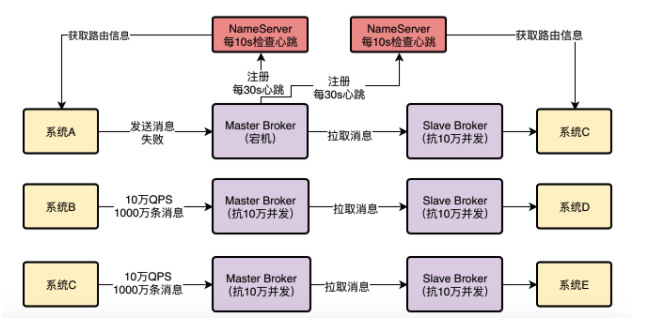 NameServer
每10s检查心跳
NameServer
每10s检查心跳
获取路由信息
获取路由信息
注册
每30s心跳
注册
每30s心跳
系统A
发送消息
失败
Master Broker
（宕机）
拉取消息
Slave Broker
（抗10万并发）
系统C
系统B
10万QPS
1000万条消息
Master Broker
（抗10万并发）
拉取消息
Slave Broker
（抗10万并发）
系统D
系统C
10万QPS
1000万条消息
Master Broker
（抗10万并发）
拉取消息
Slave Broker
（抗10万并发）
系统E